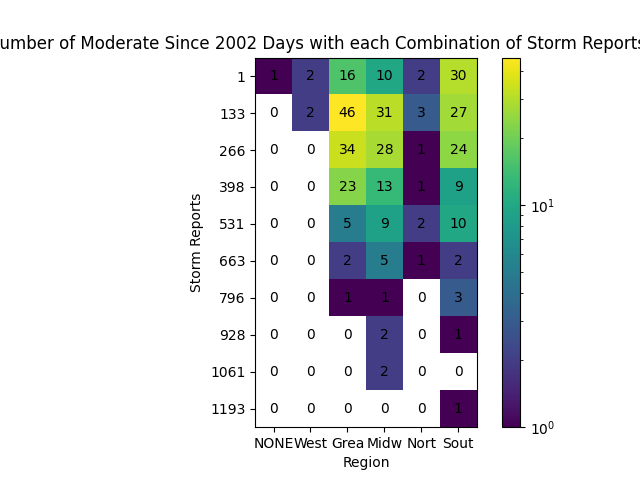 umber of Moderate Since 2002 Days with each Combination of Storm Reports
1 1 2 16 10 2 30
133 0 2 46 31 3 27
266 0 0 34 28 1 24
398 0 0 23 13 1 9
531 0 0 5 9 2 10
663 0 0 2 5 1 2
796 0 0 1 1 0 3
928 0 0 0 2 0 1
1061 0 0 0 2 0 0
1193 0 0 0 0 0 1
NONE West Grea Midw Nort Sout
Region
Storm Reports
10¹
10⁰